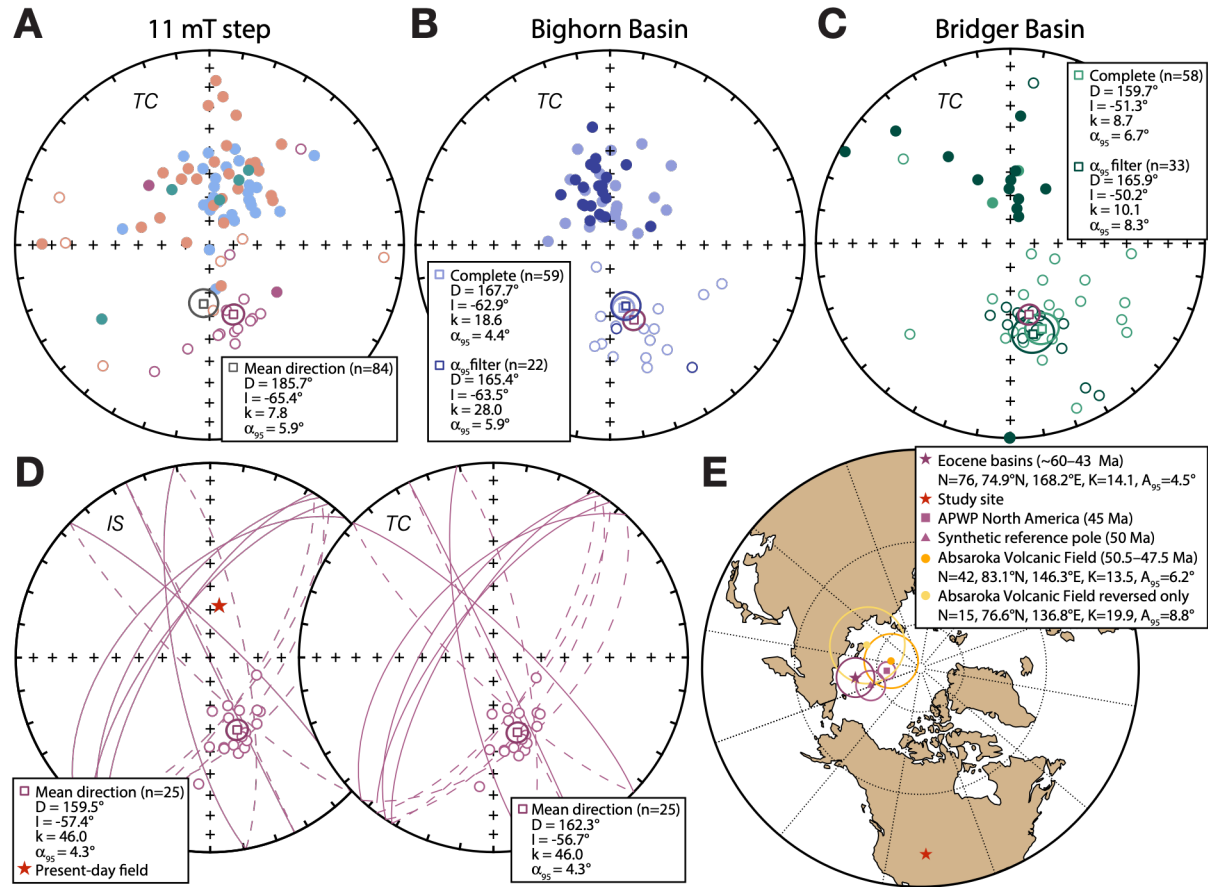 A
11 mT step
TC
Mean direction (n=84)
D = 185.7°
I = -65.4°
k = 7.8
α95 = 5.9°
B
Bighorn Basin
TC
Complete (n=59)
D = 167.7°
I = -62.9°
k = 18.6
α95 = 4.4°
α95 filter (n=22)
D = 165.4°
I = -63.5°
k = 28.0
α95 = 5.9°
C
Bridger Basin
TC
Complete (n=58)
D = 159.7°
I = -51.3°
k = 8.7
α95 = 6.7°
α95 filter (n=33)
D = 165.9°
I = -50.2°
k = 10.1
α95 = 8.3°
D
IS
Mean direction (n=25)
D = 159.5°
I = -57.4°
k = 46.0
α95 = 4.3°
Present-day field
TC
Mean direction (n=25)
D = 162.3°
I = -56.7°
k = 46.0
α95 = 4.3°
E
Eocene basins (~60–43 Ma)
N=76, 74.9°N, 168.2°E, K=14.1, A95=4.5°
Study site
APWP North America (45 Ma)
Synthetic reference pole (50 Ma)
Absaroka Volcanic Field (50.5–47.5 Ma)
N=42, 83.1°N, 146.3°E, K=13.5, A95=6.2°
Absaroka Volcanic Field reversed only
N=15, 76.6°N, 136.8°E, K=19.9, A95=8.8°